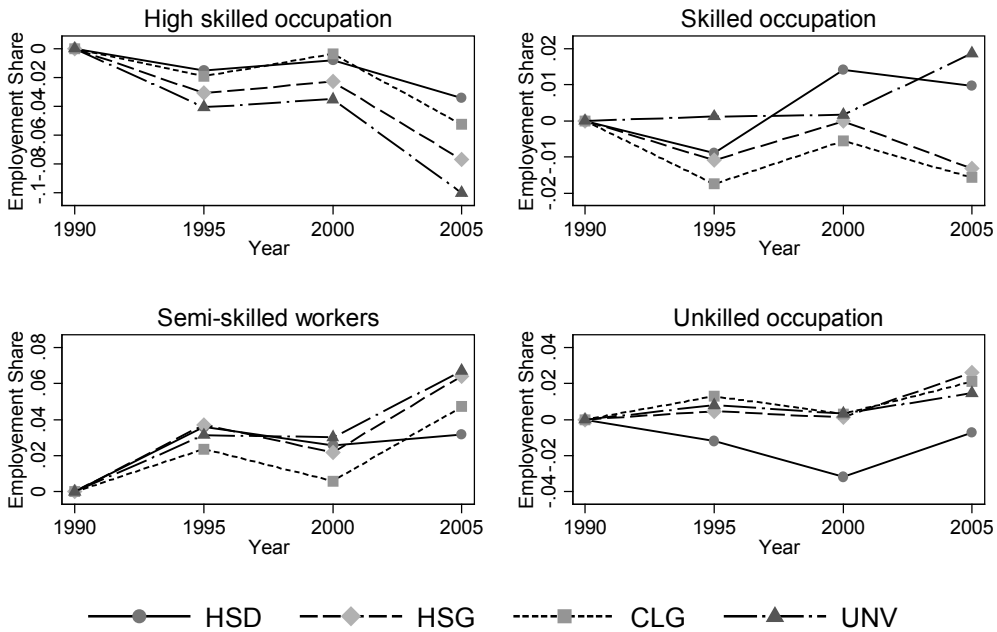 High skilled occupation
Employement Share
-.1-.08-.06-.04-.02 0
1990 1995 2000 2005
Year
Skilled occupation
Employement Share
-.02 -.01 0 .01 .02
1990 1995 2000 2005
Year
Semi-skilled workers
Employement Share
0 .02 .04 .06 .08
1990 1995 2000 2005
Year
Unkilled occupation
Employement Share
-.04 -.02 0 .02 .04
1990 1995 2000 2005
Year
HSD HSG CLG UNV